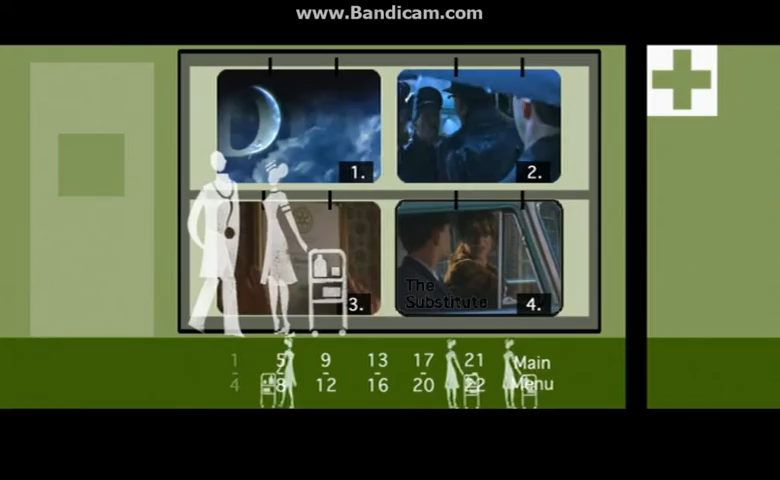 www.Bandicam.com
1.
2.
3.
The
Substitute
4.
1 5 9 13 17 21 Main
- - - - -
4 8 12 16 20 22 Menu